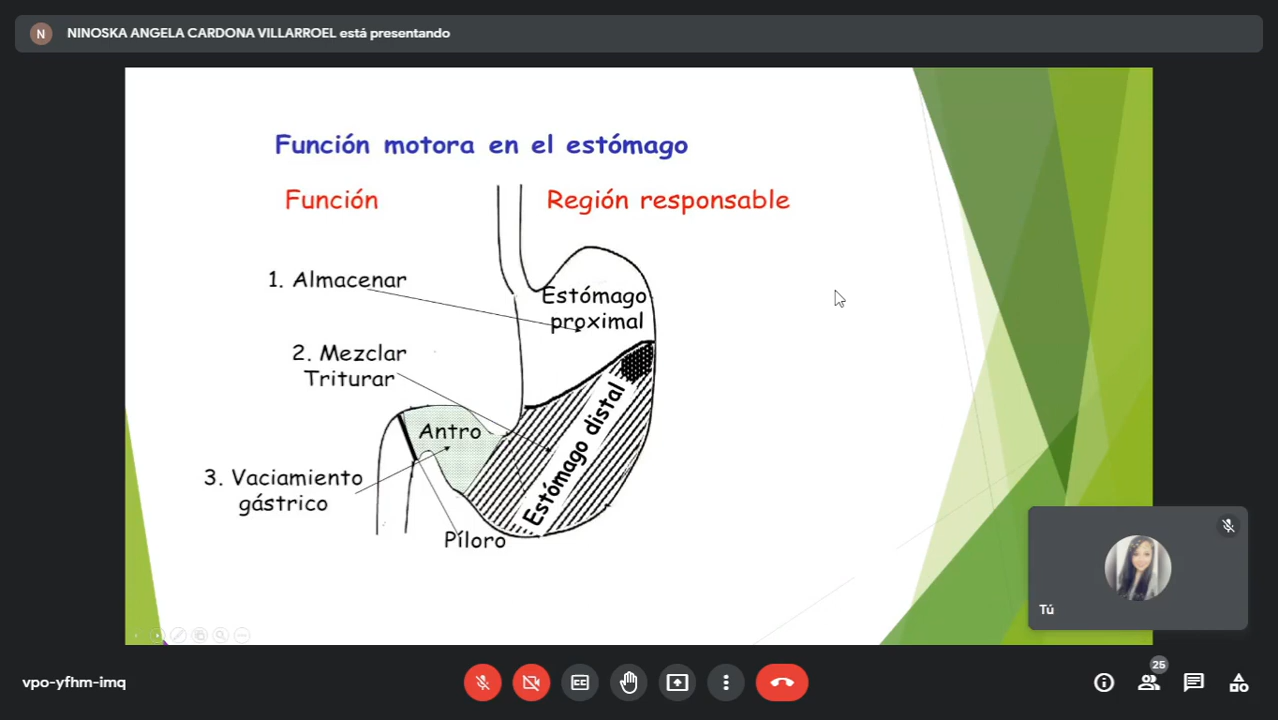 N
NINOSKA ANGELA CARDONA VILLARROEL está presentando
Función motora en el estómago
Función
Región responsable
1. Almacenar
Estómago
proximal
2. Mezclar
Triturar
Estómago distal
Antro
3. Vaciamiento
gástrico
Píloro
Tú
vpo-yfhm-imq
CC
25